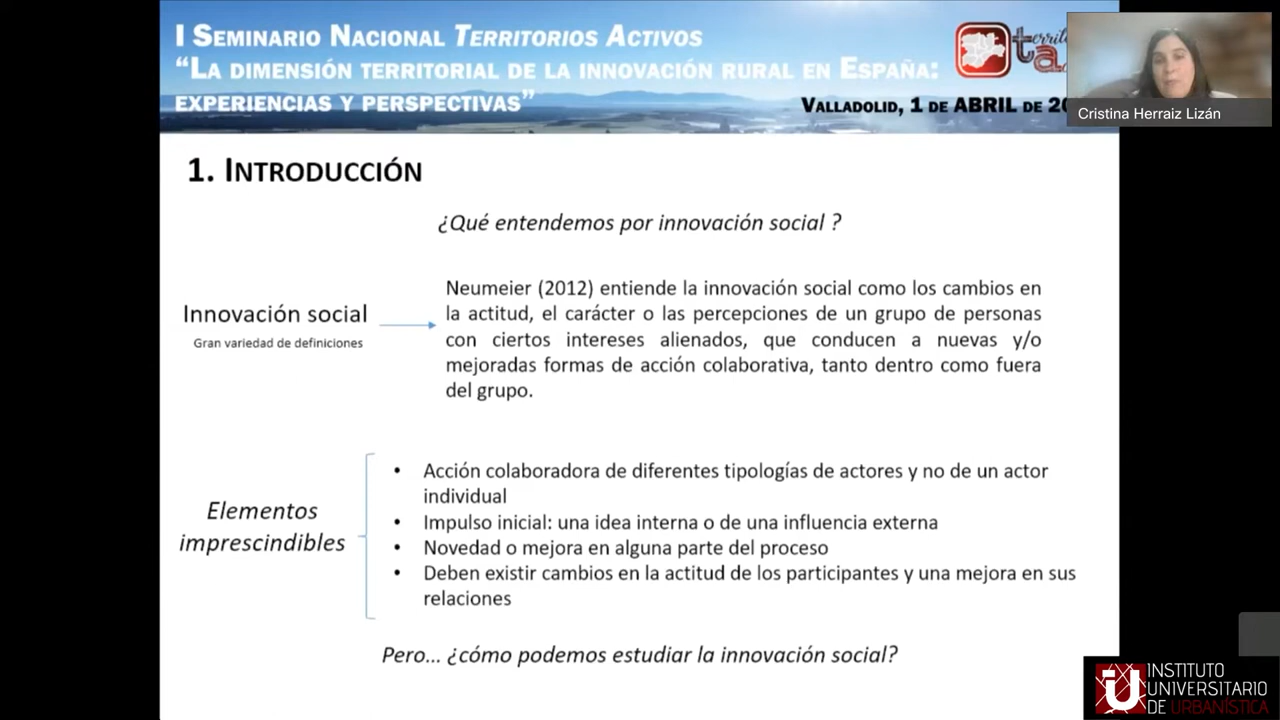 I Seminario Nacional Territorios Activos
“La dimensión territorial de la innovación rural en España:
experiencias y perspectivas”
Valladolid, 1 de ABRIL de
Cristina Herraiz Lizán
1. Introducción
¿Qué entendemos por innovación social ?
Innovación social
Gran variedad de definiciones
Neumeier (2012) entiende la innovación social como los cambios en
la actitud, el carácter o las percepciones de un grupo de personas
con ciertos intereses alienados, que conducen a nuevas y/o
mejoradas formas de acción colaborativa, tanto dentro como fuera
del grupo.
Elementos
imprescindibles
• Acción colaboradora de diferentes tipologías de actores y no de un actor
individual
• Impulso inicial: una idea interna o de una influencia externa
• Novedad o mejora en alguna parte del proceso
• Deben existir cambios en la actitud de los participantes y una mejora en sus
relaciones
Pero... ¿cómo podemos estudiar la innovación social?
iU
INSTITUTO
UNIVERSITARIO
DE URBANÍSTICA